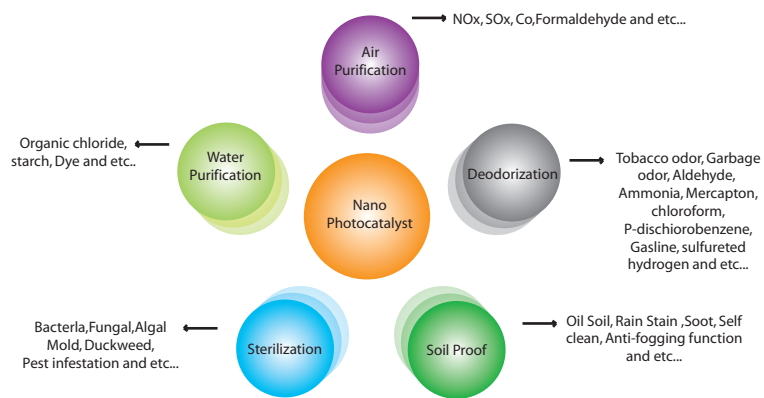 NOx, SOx, Co,Formaldehyde and etc...
Air
Purification
Organic chloride,
starch, Dye and etc..
Water
Purification
Deodorization
Tobacco odor, Garbage
odor, Aldehyde,
Ammonia, Mercapton,
chloroform,
P-dischiorobenzene,
Gasline, sulfureted
hydrogen and etc...
Nano
Photocatalyst
Bacterla,Fungal,Algal
Mold, Duckweed,
Pest infestation and etc...
Sterilization
Soil Proof
Oil Soil, Rain Stain ,Soot, Self
clean, Anti-fogging function
and etc...